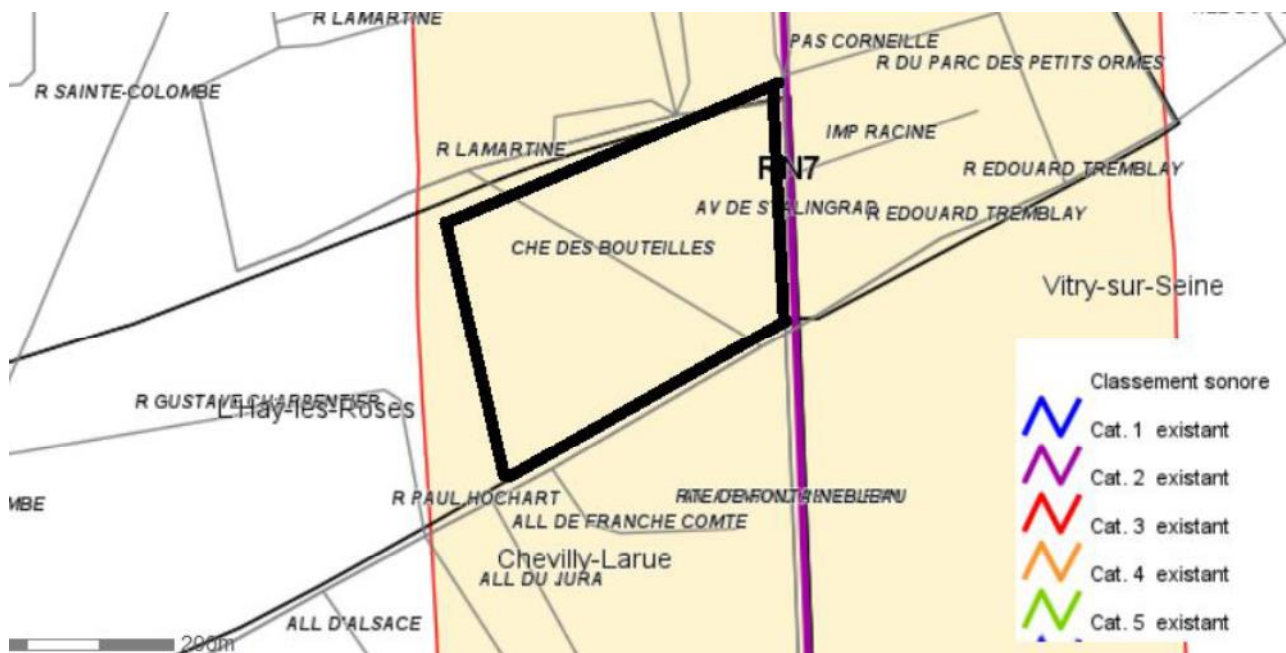 R LAMARTINE
PAS CORNEILLE
R DU PARC DES PETITS ORMES
R SAINTE-COLOMBE
IMP RACINE
R LAMARTINE
RN7
R EDOUARD TREMBLAY
AV DE STALINGRAD
R EDOUARD TREMBLAY
CHE DES BOUTEILLES
Vitry-sur-Seine
Classement sonore
R GUSTAVE CHARPENTIER
L'Hay-les-Roses
Cat. 1 existant
Cat. 2 existant
R PAUL HOCHART
ALL DE FRANCHE COMTE
Cat. 3 existant
Chevilly-Larue
ALL DU JURA
Cat. 4 existant
ALL D'ALSACE
Cat. 5 existant
200m